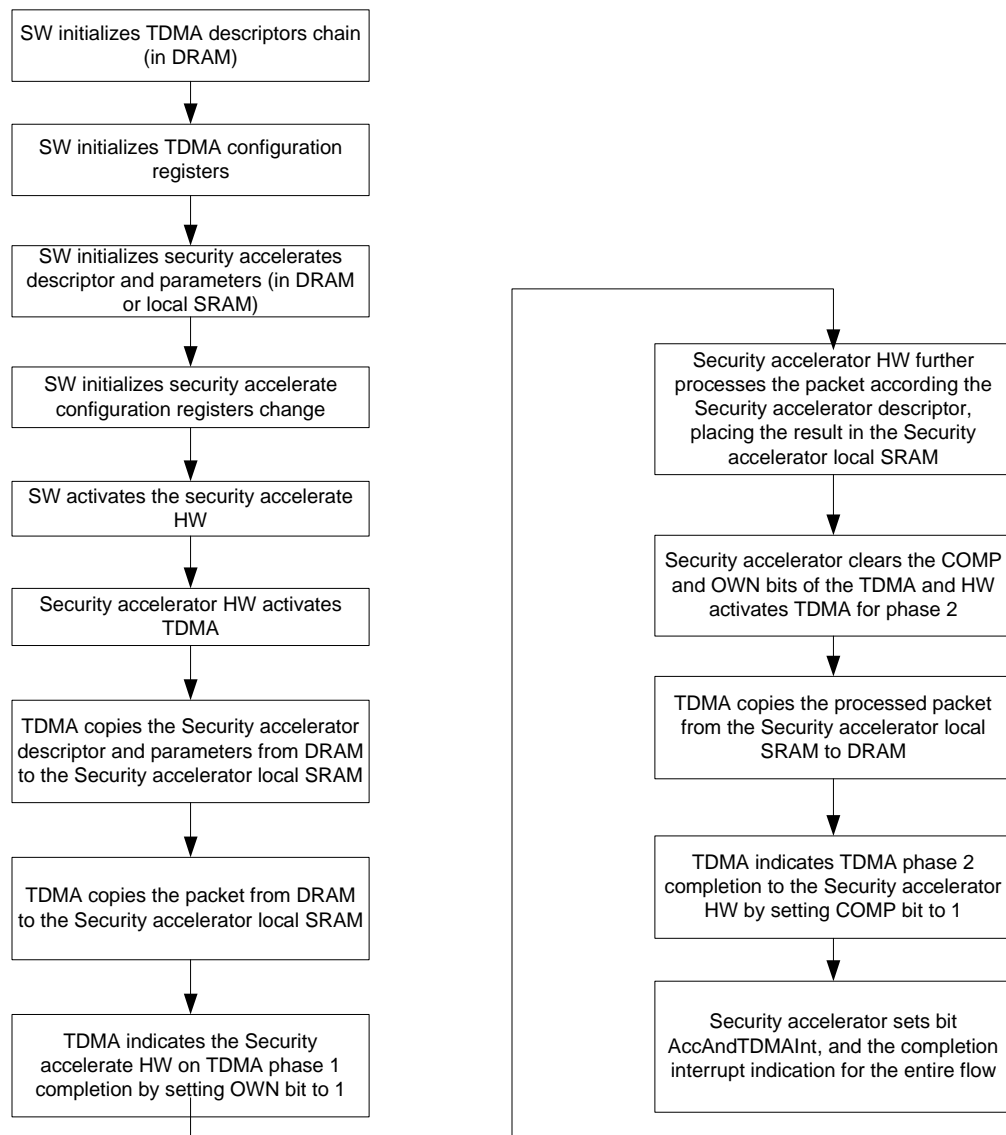 SW initializes TDMA descriptors chain
(in DRAM)
SW initializes TDMA configuration
registers
SW initializes security accelerates
descriptor and parameters (in DRAM
or local SRAM)
SW initializes security accelerate
configuration registers change
SW activates the security accelerate
HW
Security accelerator HW activates
TDMA
TDMA copies the Security accelerator
descriptor and parameters from DRAM
to the Security accelerator local SRAM
TDMA copies the packet from DRAM
to the Security accelerator local SRAM
TDMA indicates the Security
accelerate HW on TDMA phase 1
completion by setting OWN bit to 1
Security accelerator HW further
processes the packet according the
Security accelerator descriptor,
placing the result in the Security
accelerator local SRAM
Security accelerator clears the COMP
and OWN bits of the TDMA and HW
activates TDMA for phase 2
TDMA copies the processed packet
from the Security accelerator local
SRAM to DRAM
TDMA indicates TDMA phase 2
completion to the Security accelerator
HW by setting COMP bit to 1
Security accelerator sets bit
AccAndTDMAInt, and the completion
interrupt indication for the entire flow